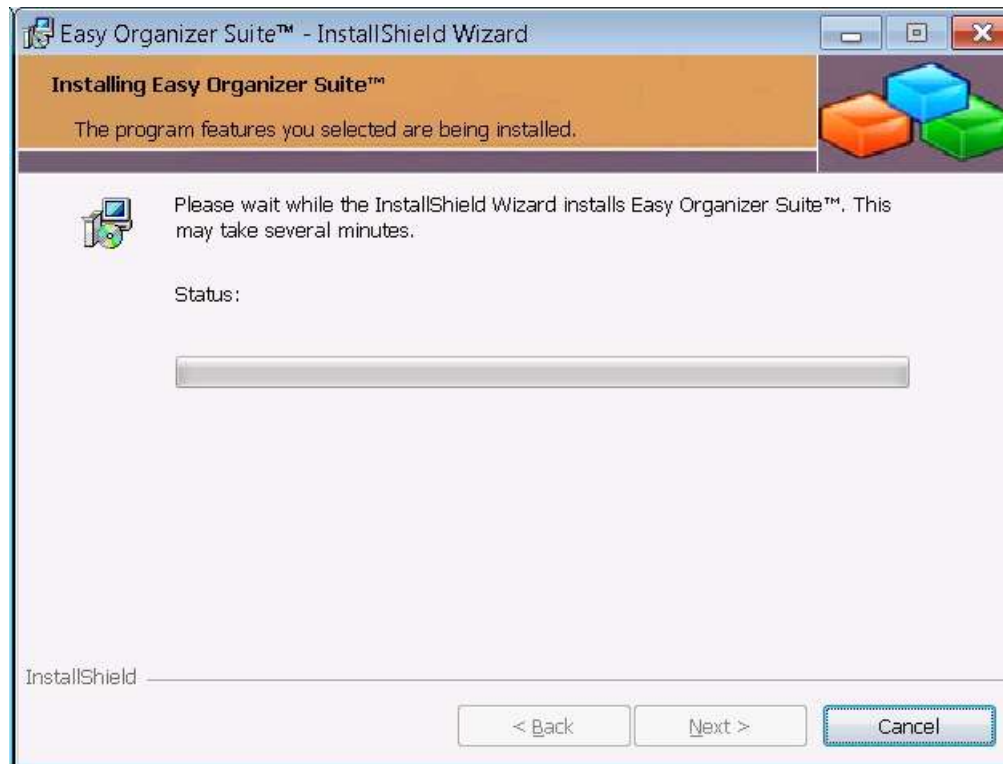 Easy Organizer Suite™ - InstallShield Wizard
Installing Easy Organizer Suite™
The program features you selected are being installed.
Please wait while the InstallShield Wizard installs Easy Organizer Suite™. This
may take several minutes.
Status:
InstallShield
< Back
Next >
Cancel